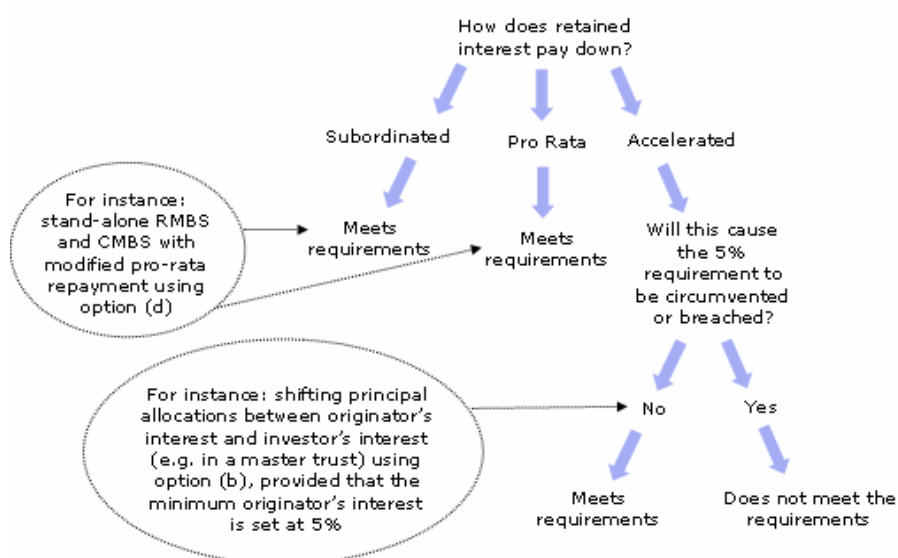 How does retained
interest pay down?
Subordinated
Pro Rata
Accelerated
For instance:
stand-alone RMBS
and CMBS with
modified pro-rata
repayment using
option (d)
Meets
requirements
Meets
requirements
Will this cause
the 5%
requirement to
be circumvented
or breached?
For instance: shifting principal
allocations between originator's
interest and investor's interest
(e.g. in a master trust) using
option (b), provided that the
minimum originator's interest
is set at 5%
No
Yes
Meets
requirements
Does not meet the
requirements